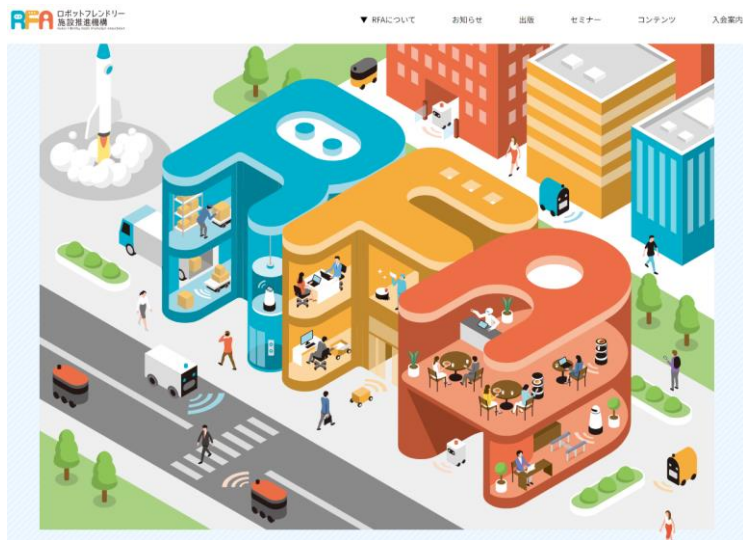 RFA
ロボットフレンドリー
施設推進機構
▼ RFAについて
お知らせ
出版
セミナー
コンテンツ
入会案内